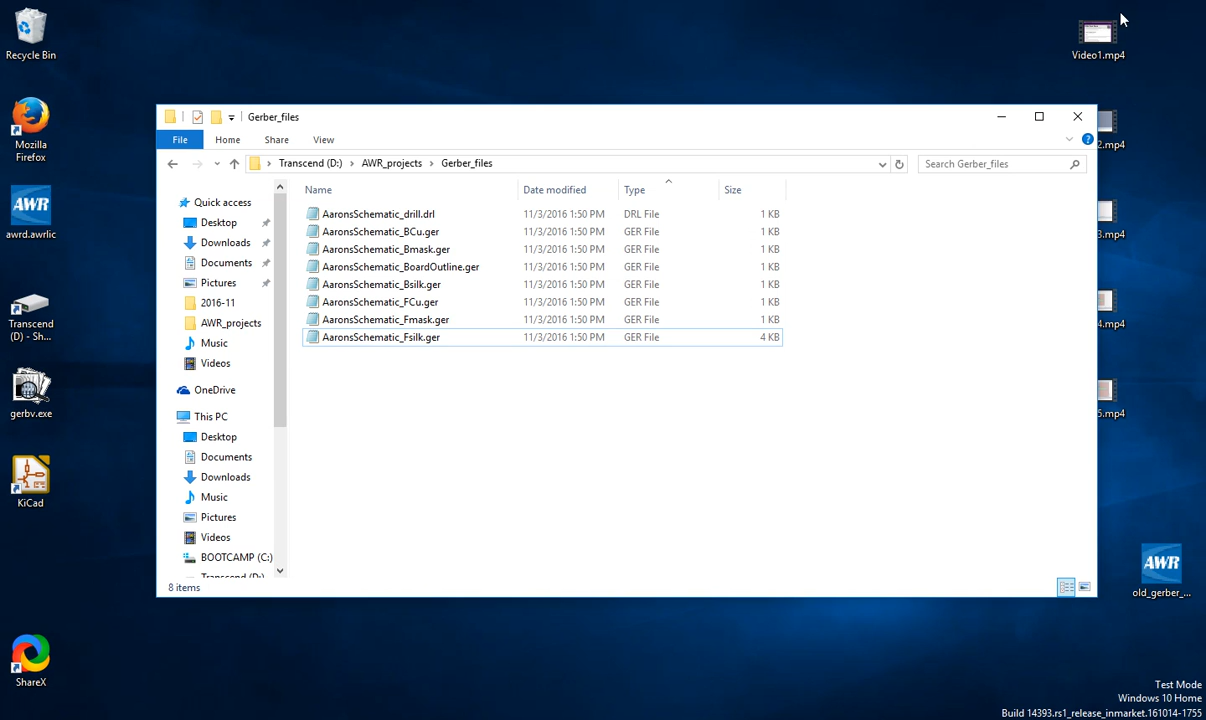 Recycle Bin
Mozilla
Firefox
AWR
awrd.awrlic
Transcend
(D) - Sh...
gerbv.exe
KiCad
ShareX
Video1.mp4
2.mp4
3.mp4
4.mp4
5.mp4
AWR
old_gerber_...
Gerber_files
File Home Share View
Transcend (D:) › AWR_projects › Gerber_files
Search Gerber_files
Name Date modified Type Size
AaronsSchematic_drill.drl 11/3/2016 1:50 PM DRL File 1 KB
AaronsSchematic_BCu.ger 11/3/2016 1:50 PM GER File 1 KB
AaronsSchematic_Bmask.ger 11/3/2016 1:50 PM GER File 1 KB
AaronsSchematic_BoardOutline.ger 11/3/2016 1:50 PM GER File 1 KB
AaronsSchematic_Bsilk.ger 11/3/2016 1:50 PM GER File 1 KB
AaronsSchematic_FCu.ger 11/3/2016 1:50 PM GER File 1 KB
AaronsSchematic_Fmask.ger 11/3/2016 1:50 PM GER File 1 KB
AaronsSchematic_Fsilk.ger 11/3/2016 1:50 PM GER File 4 KB
Quick access
Desktop
Downloads
Documents
Pictures
2016-11
AWR_projects
Music
Videos
OneDrive
This PC
Desktop
Documents
Downloads
Music
Pictures
Videos
BOOTCAMP (C:)
Transcend (D:)
8 items
Test Mode
Windows 10 Home
Build 14393.rs1_release_inmarket.161014-1755